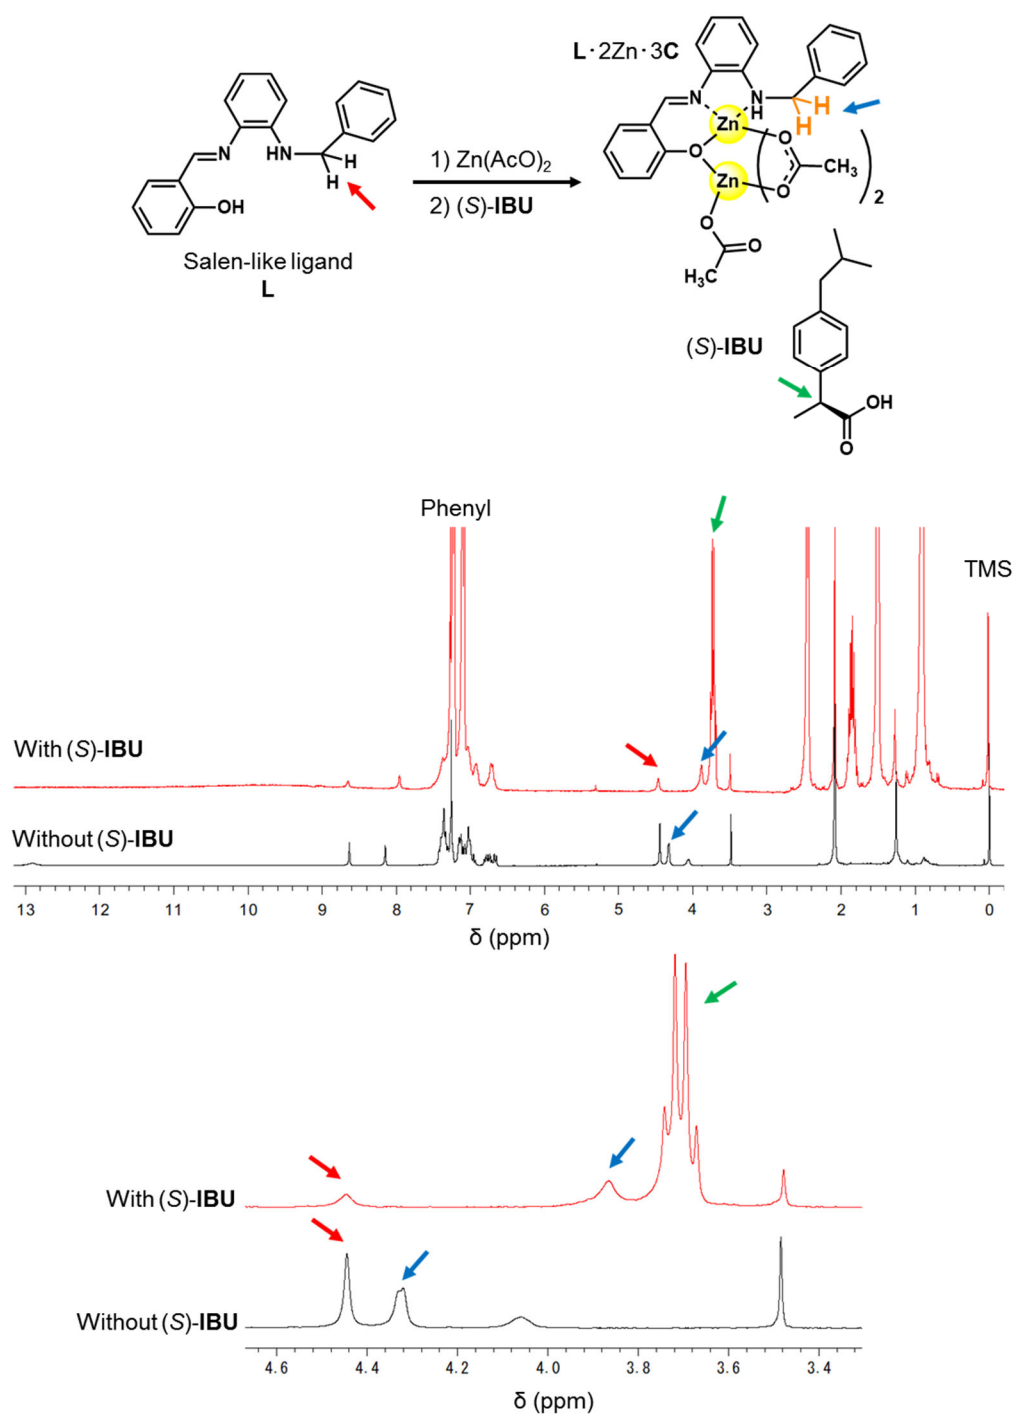 L·2Zn·3C
N
HN
H
H
OH
Salen-like ligand
L
1) Zn(AcO)₂
2) (S)-IBU
N
N
H
H
H
Zn
O
O
Zn
O
CH₃
2
O
O
H₃C
(S)-IBU
OH
O
Phenyl
TMS
With (S)-IBU
Without (S)-IBU
13 12 11 10 9 8 7 6 5 4 3 2 1 0
δ (ppm)
With (S)-IBU
Without (S)-IBU
4.6 4.4 4.2 4.0 3.8 3.6 3.4
δ (ppm)